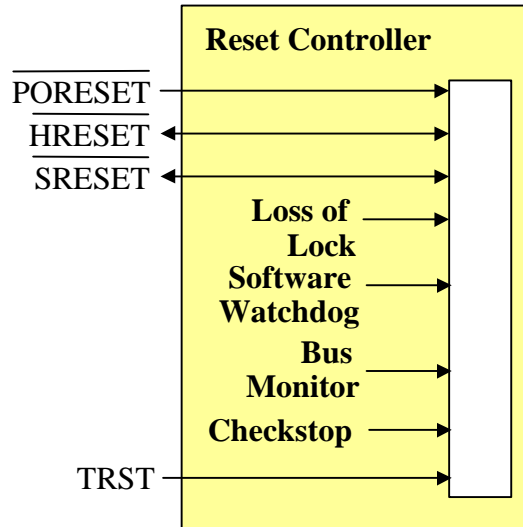 Reset Controller
PORESET
HRESET
SRESET
Loss of
Lock
Software
Watchdog
Bus
Monitor
Checkstop
TRST